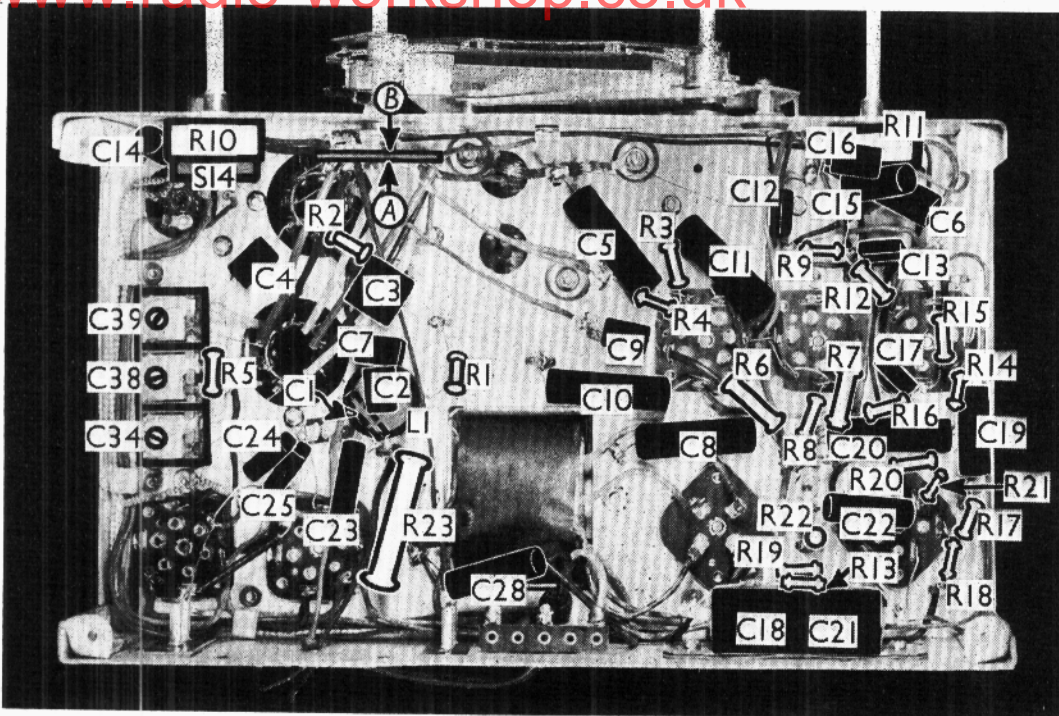 www.radio-workshop.co.uk
B
R11
C14
R10
C16
S14
A
C12
C15
C6
R2
R3
C5
C11
R9
C13
C4
C3
R12
R4
R15
C39
C7
C9
R5
C38
C1
C2
R1
R6
R7
C17
R14
C10
R16
C34
L1
C24
C8
R8
C20
C19
R20
R21
C25
C23
R23
R22
C22
R17
R19
R13
C28
R18
C18
C21